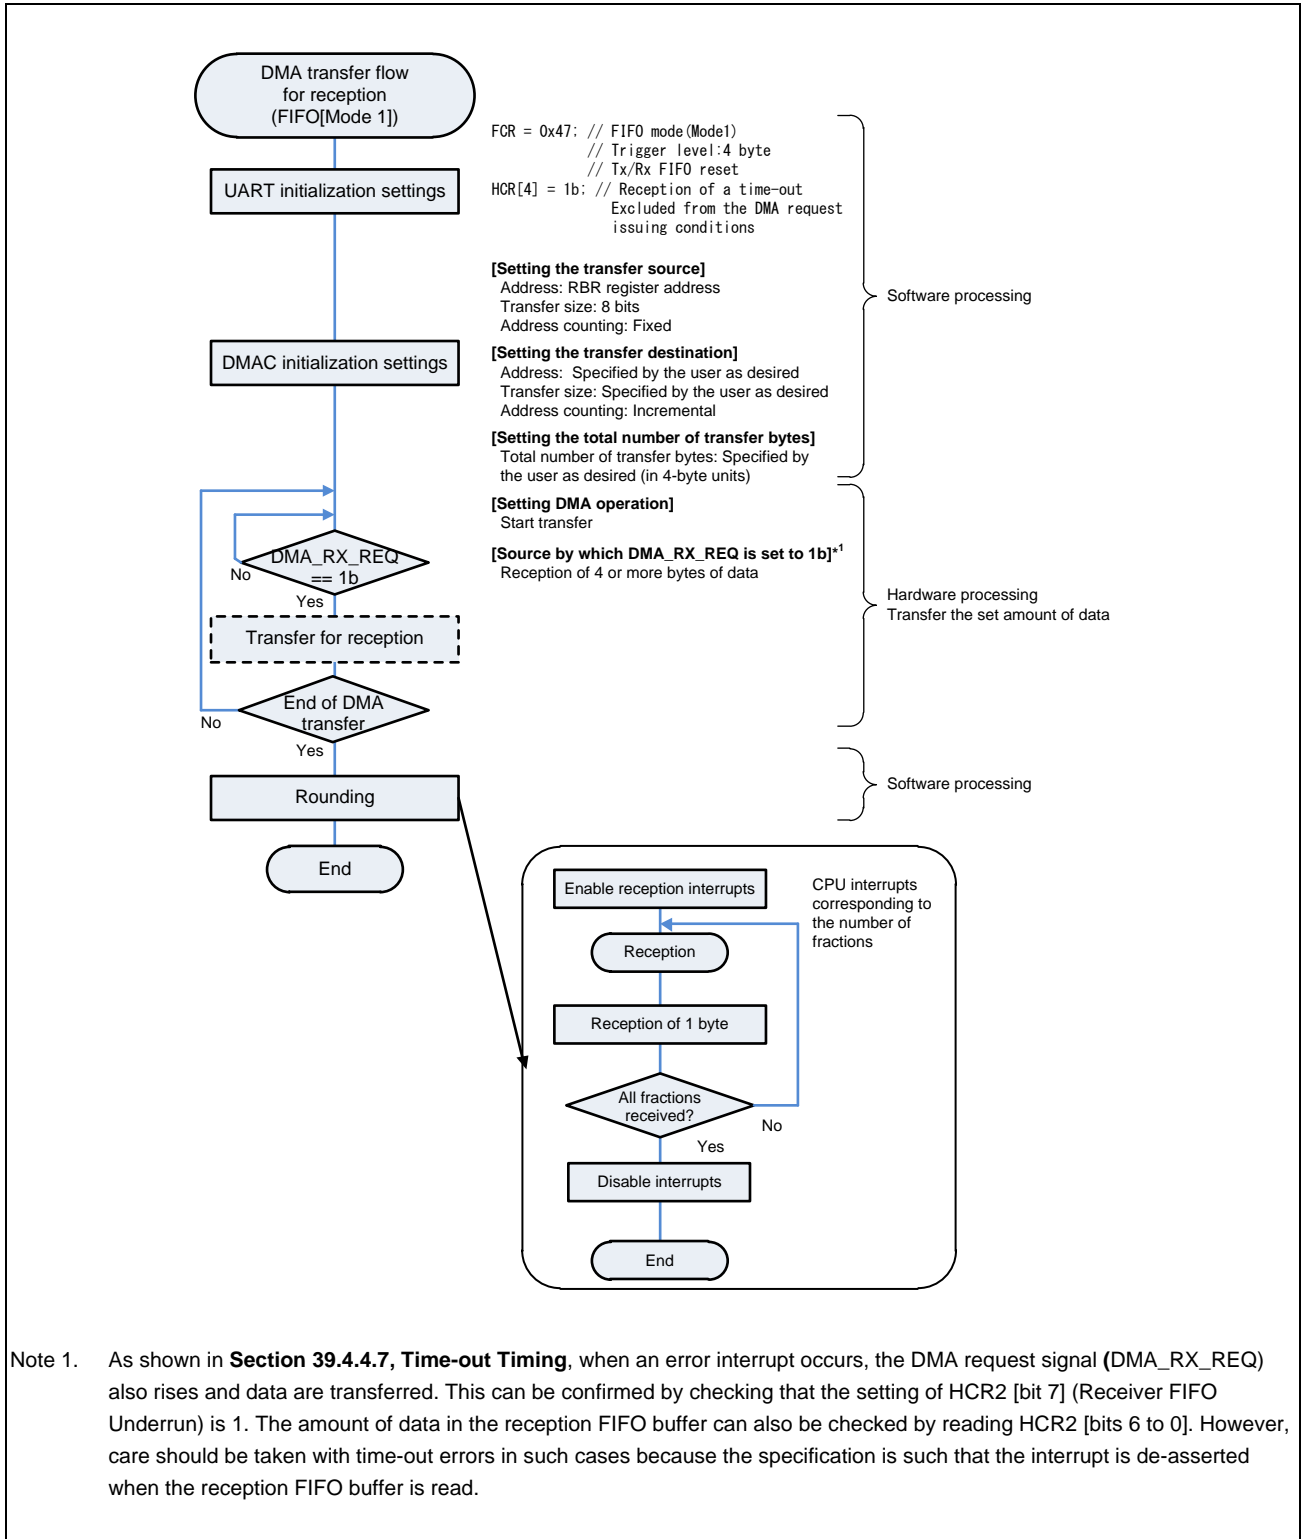 DMA transfer flow
for reception
(FIFO[Mode 1])
UART initialization settings
FCR = 0x47; // FIFO mode(Mode1)
// Trigger level:4 byte
// Tx/Rx FIFO reset
HCR[4] = 1b; // Reception of a time-out
Excluded from the DMA request
issuing conditions
[Setting the transfer source]
Address: RBR register address
Transfer size: 8 bits
Address counting: Fixed
Software processing
DMAC initialization settings
[Setting the transfer destination]
Address: Specified by the user as desired
Transfer size: Specified by the user as desired
Address counting: Incremental
[Setting the total number of transfer bytes]
Total number of transfer bytes: Specified by
the user as desired (in 4-byte units)
[Setting DMA operation]
Start transfer
[Source by which DMA_RX_REQ is set to 1b]*1
Reception of 4 or more bytes of data
DMA_RX_REQ
== 1b
No
Yes
Hardware processing
Transfer the set amount of data
Transfer for reception
End of DMA
transfer
No
Yes
Rounding
Software processing
End
Enable reception interrupts
CPU interrupts
corresponding to
the number of
fractions
Reception
Reception of 1 byte
All fractions
received?
No
Yes
Disable interrupts
End
Note 1. As shown in Section 39.4.4.7, Time-out Timing, when an error interrupt occurs, the DMA request signal (DMA_RX_REQ)
also rises and data are transferred. This can be confirmed by checking that the setting of HCR2 [bit 7] (Receiver FIFO
Underrun) is 1. The amount of data in the reception FIFO buffer can also be checked by reading HCR2 [bits 6 to 0]. However,
care should be taken with time-out errors in such cases because the specification is such that the interrupt is de-asserted
when the reception FIFO buffer is read.